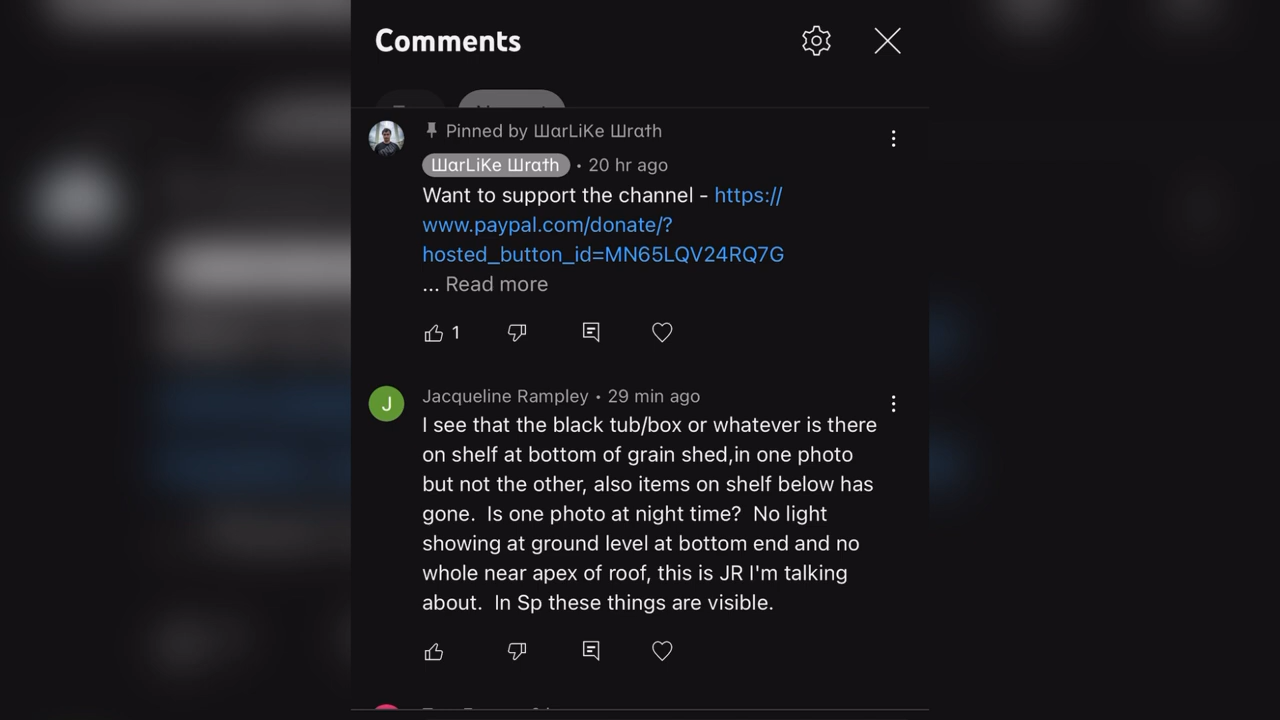 Comments
Pinned by WarLiKe Wrath
WarLiKe Wrath • 20 hr ago
Want to support the channel - https://
www.paypal.com/donate/?
hosted_button_id=MN65LQV24RQ7G
... Read more
1
J
Jacqueline Rampley • 29 min ago
I see that the black tub/box or whatever is there
on shelf at bottom of grain shed,in one photo
but not the other, also items on shelf below has
gone.  Is one photo at night time?  No light
showing at ground level at bottom end and no
whole near apex of roof, this is JR I'm talking
about.  In Sp these things are visible.